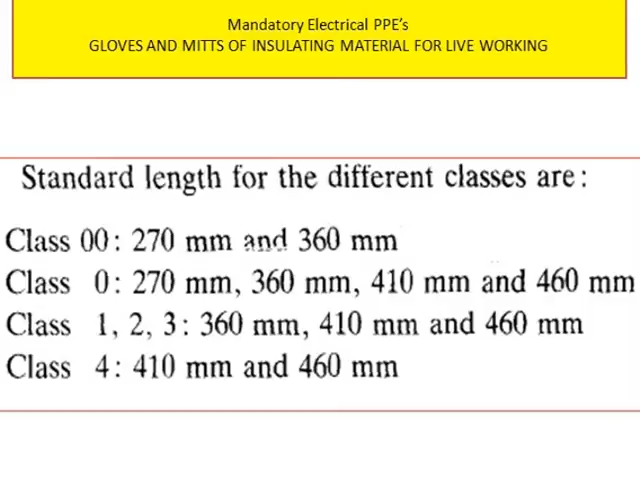 Mandatory Electrical PPE's
GLOVES AND MITTS OF INSULATING MATERIAL FOR LIVE WORKING
Standard length for the different classes are:
Class 00: 270 mm and 360 mm
Class 0: 270 mm, 360 mm, 410 mm and 460 mm
Class 1, 2, 3: 360 mm, 410 mm and 460 mm
Class 4: 410 mm and 460 mm